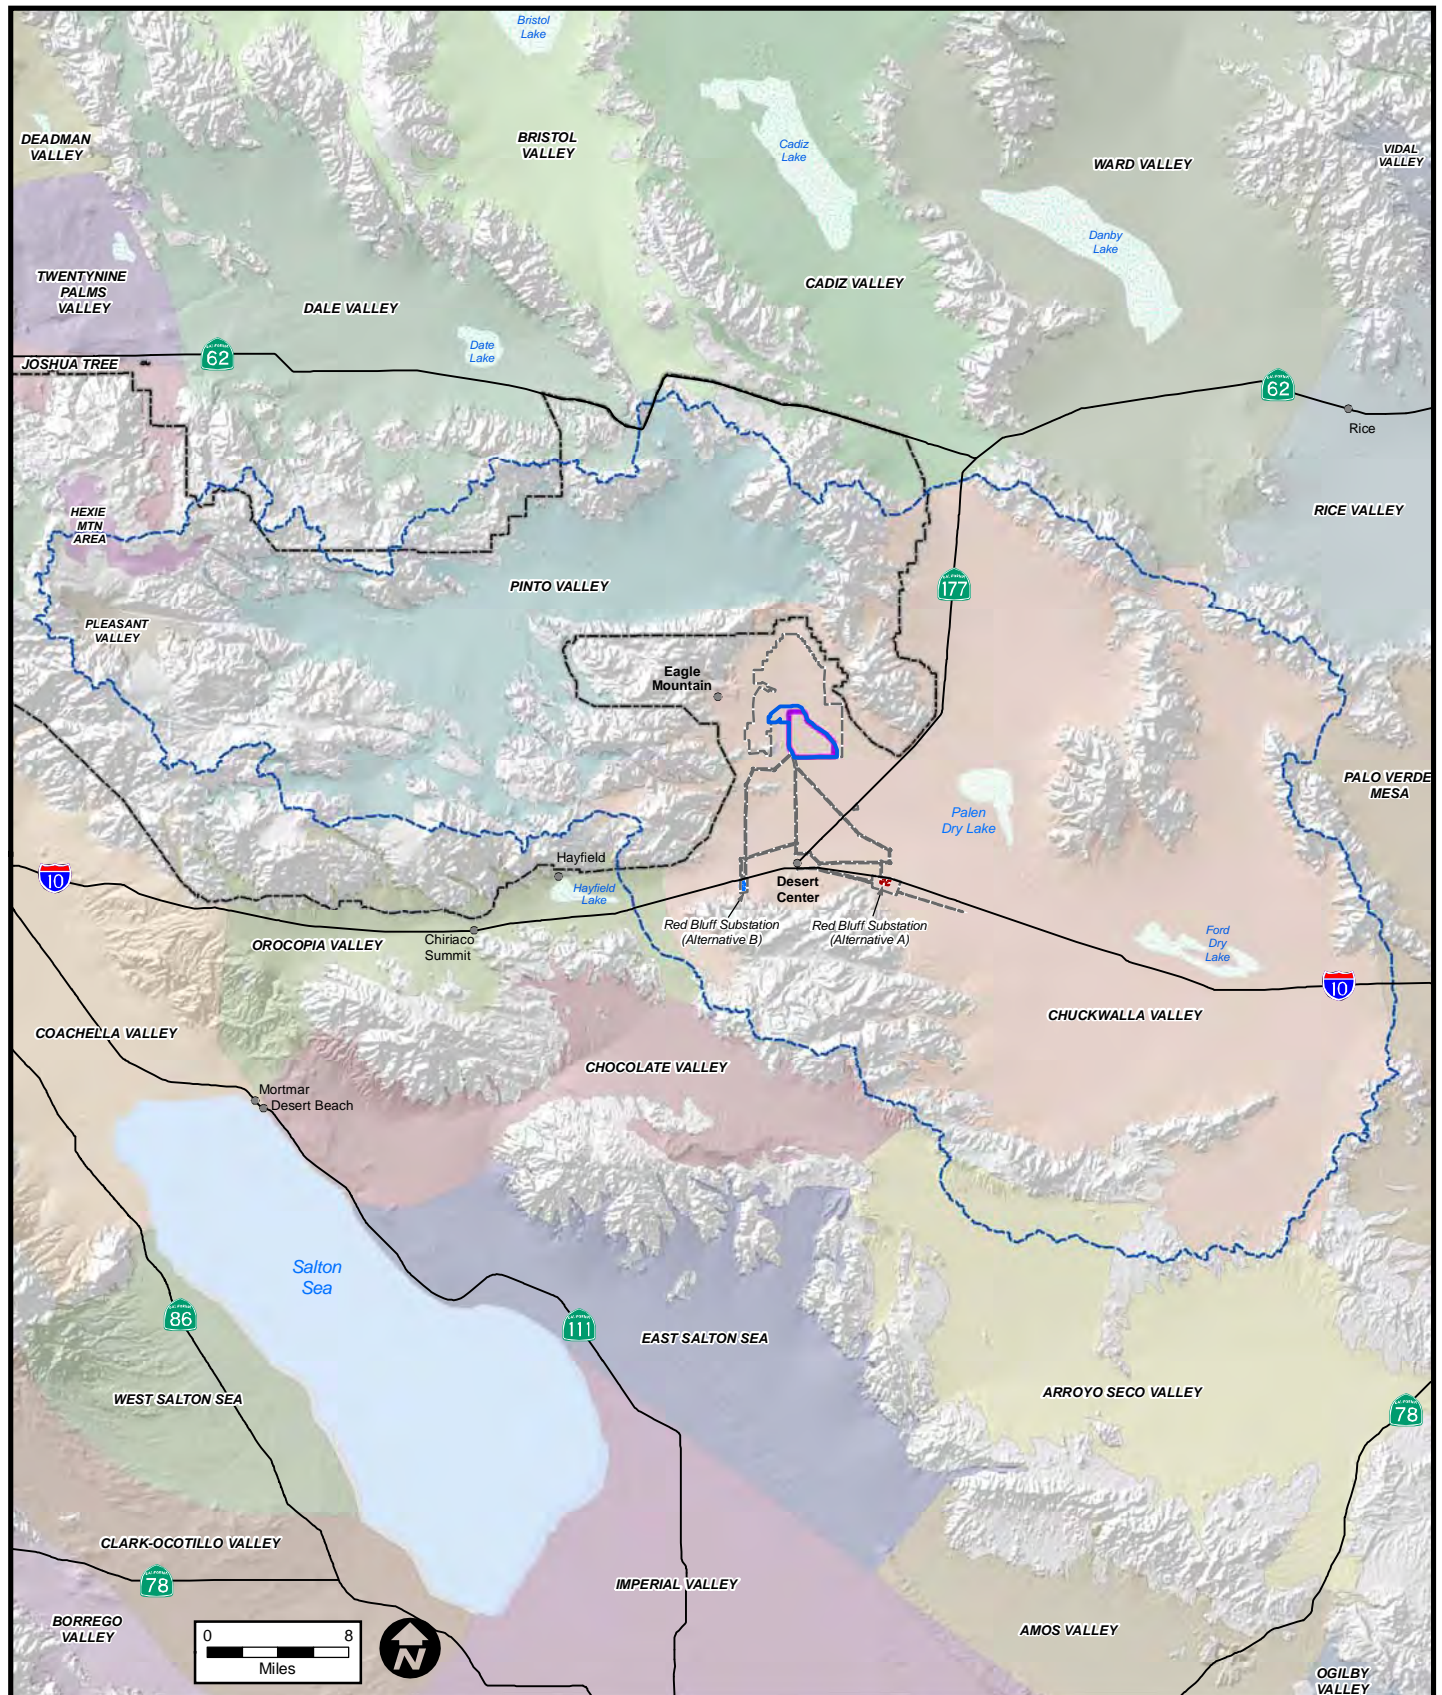 Bristol
Lake
DEADMAN
VALLEY
BRISTOL
VALLEY
Cadiz
Lake
WARD VALLEY
VIDAL
VALLEY
Danby
Lake
TWENTYNINE
PALMS
VALLEY
DALE VALLEY
CADIZ VALLEY
Date
Lake
JOSHUA TREE
62
62
Rice
HEXIE
MTN
AREA
RICE VALLEY
PINTO VALLEY
177
PLEASANT
VALLEY
Eagle
Mountain
PALO VERDE
MESA
Palen
Dry Lake
10
Hayfield
Hayfield
Lake
Desert
Center
Red Bluff Substation
(Alternative B)
Red Bluff Substation
(Alternative A)
Ford
Dry
Lake
OROCOPIA VALLEY
Chiriaco
Summit
10
CHUCKWALLA VALLEY
COACHELLA VALLEY
CHOCOLATE VALLEY
Mortmar
Desert Beach
Salton
Sea
86
111
EAST SALTON SEA
WEST SALTON SEA
ARROYO SECO VALLEY
78
CLARK-OCOTILLO VALLEY
78
IMPERIAL VALLEY
BORREGO
VALLEY
0 8
Miles
N
AMOS VALLEY
OGILBY
VALLEY